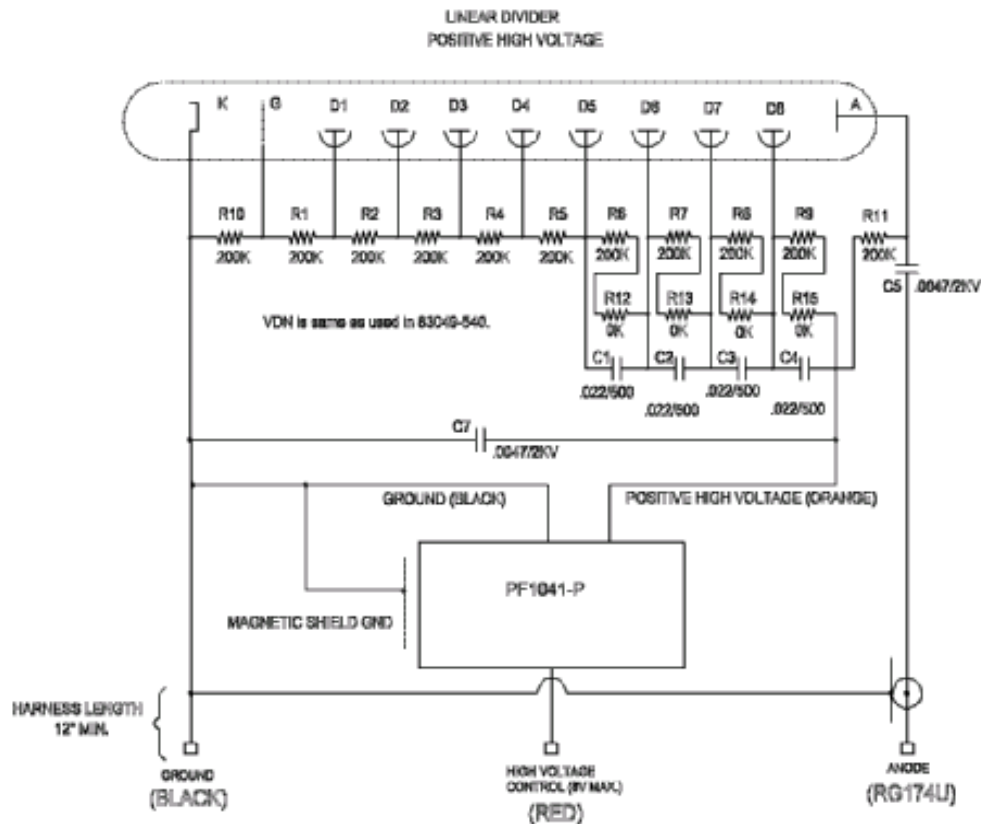 LINEAR DIVIDER
POSITIVE HIGH VOLTAGE
K G D1 D2 D3 D4 D5 D6 D7 D8 A
R10 R1 R2 R3 R4 R5 R6 R7 R8 R9 R11
200K 200K 200K 200K 200K 200K 200K 200K 200K 200K 200K
C5 .0047/2KV
R12 R13 R14 R15
0K 0K 0K 0K
VDN is same as used in 83049-540.
C1 C2 C3 C4
.022/500 .022/500 .022/500 .022/500
C7
.0047/2KV
GROUND (BLACK)
POSITIVE HIGH VOLTAGE (ORANGE)
PF1041-P
MAGNETIC SHIELD GND
HARNESS LENGTH
12" MIN.
GROUND
(BLACK)
HIGH VOLTAGE
CONTROL (8V MAX.)
(RED)
ANODE
(RG174U)